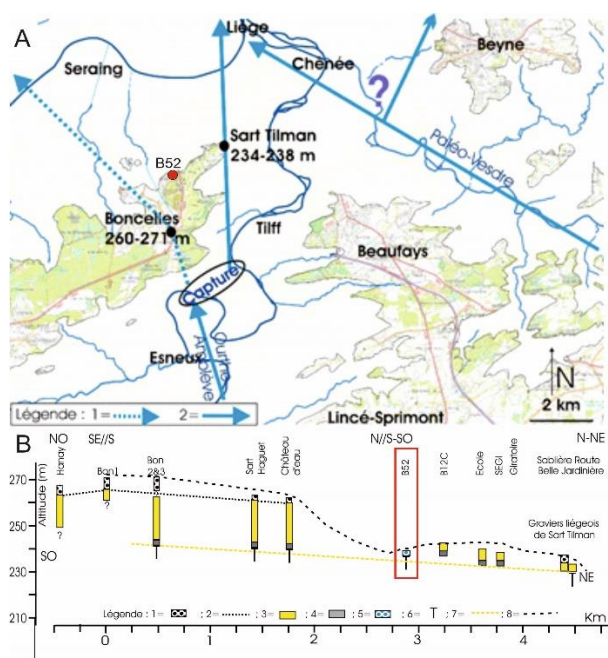 A
Liège
Chênée
Beyne
Seraing
?
Sart Tilman
234-238 m
B52
Paléo-Vesdre
Boncelles
260-271 m
Tilff
Beaufays
Capture
Ourthe
Amblève
Esneux
N
2 km
Légende : 1= 2=
Lincé-Sprimont
B
NO SE//S N//S-SO N-NE
Hanay
Bon1
Bon
2&3
Sart
Haguet
Château
d'eau
B52
B12C
Ecole
SEGI
Giratoire
Sablière Route
Belle Jardinière
Altitude (m)
270
250
230
210
SO
? ? ?
Graviers liégeois
de Sart Tilman
NE
Légende : 1= ; 2= ; 3= ; 4= ; 5= ; 6= T ; 7= ; 8=
Km
0 1 2 3 4